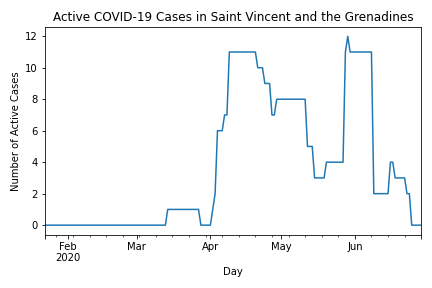 Active COVID-19 Cases in Saint Vincent and the Grenadines
Number of Active Cases
12
10
8
6
4
2
0
Feb
2020
Mar
Apr
May
Jun
Day